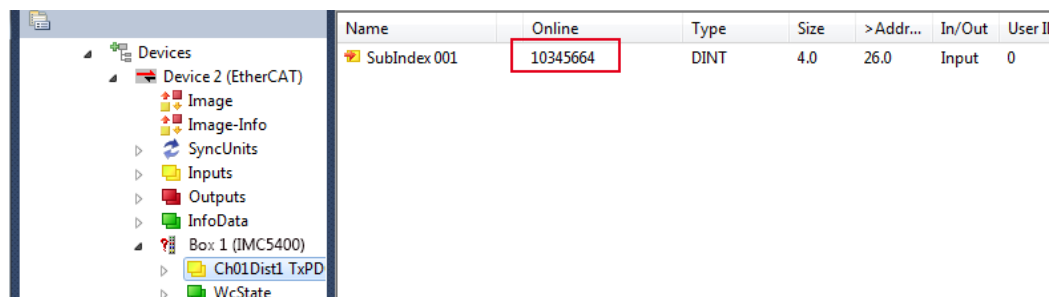 Name Online Type Size >Addr... In/Out User I
Devices
SubIndex 001 10345664 DINT 4.0 26.0 Input 0
Device 2 (EtherCAT)
Image
Image-Info
SyncUnits
Inputs
Outputs
InfoData
Box 1 (IMC5400)
Ch01Dist1 TxPD
WcState